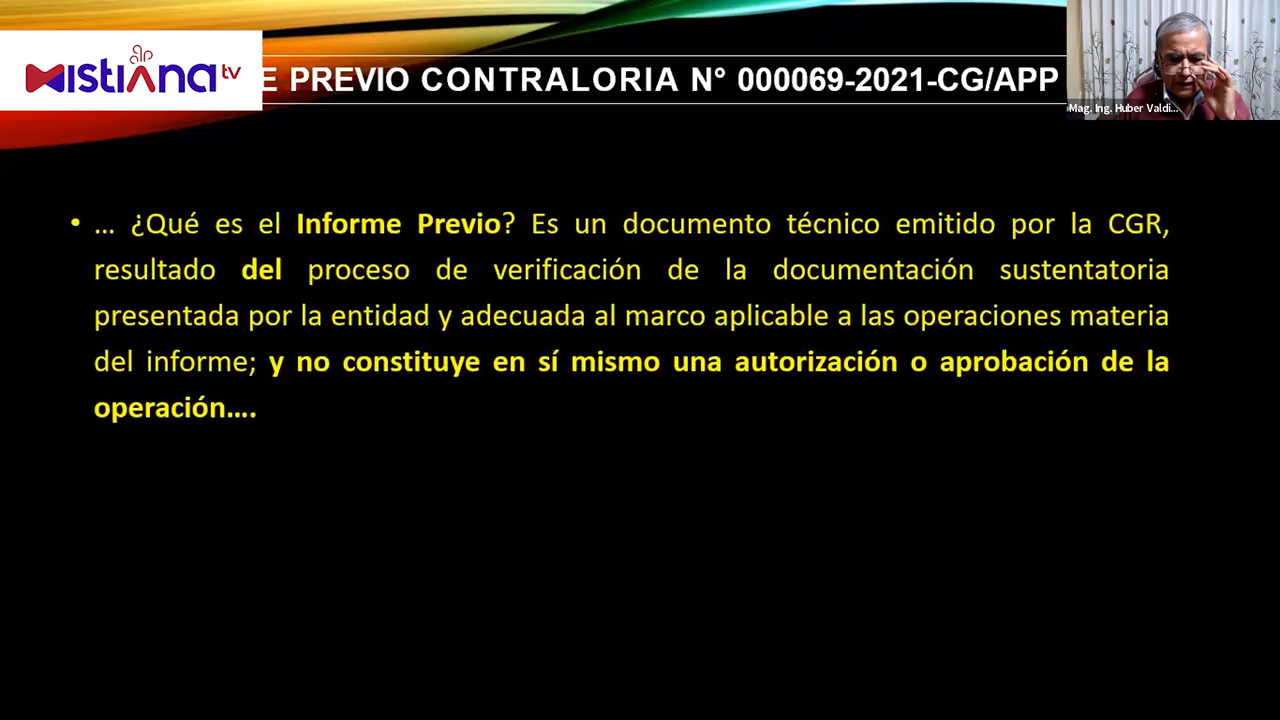 MISTIANA tv
E PREVIO CONTRALORIA N° 000069-2021-CG/APP
Mag. Ing. Huber Valdi...
• ... ¿Qué es el Informe Previo? Es un documento técnico emitido por la CGR,
resultado del proceso de verificación de la documentación sustentatoria
presentada por la entidad y adecuada al marco aplicable a las operaciones materia
del informe; y no constituye en sí mismo una autorización o aprobación de la
operación....